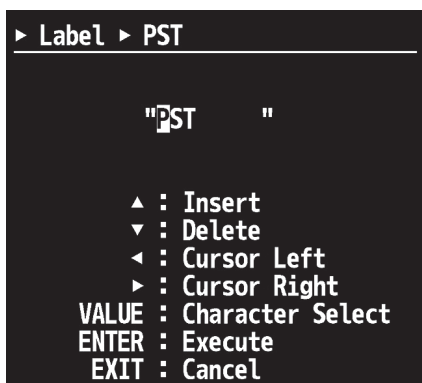 ▶ Label ▶ PST
"PST    "
▲ : Insert
▼ : Delete
◀ : Cursor Left
▶ : Cursor Right
VALUE : Character Select
ENTER : Execute
EXIT : Cancel